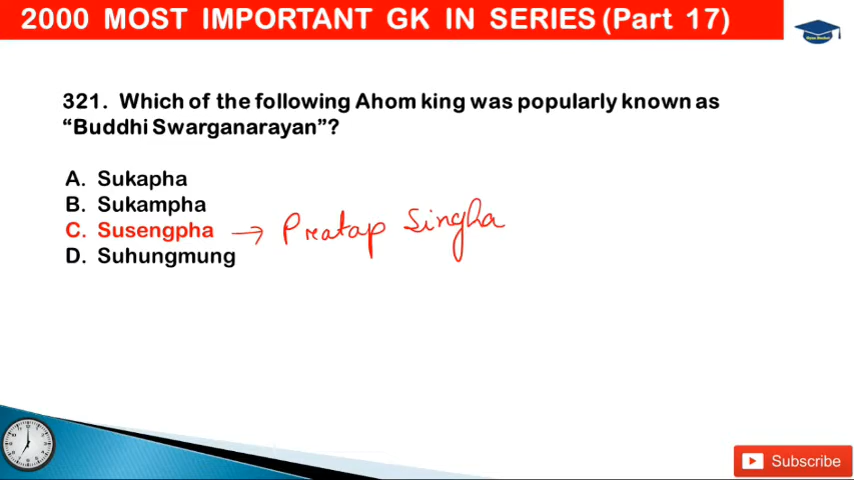 2000 MOST IMPORTANT GK IN SERIES (Part 17)
321. Which of the following Ahom king was popularly known as
"Buddhi Swarganarayan"?
A. Sukapha
B. Sukampha
C. Susengpha → Pratap Singha
D. Suhungmung
Subscribe